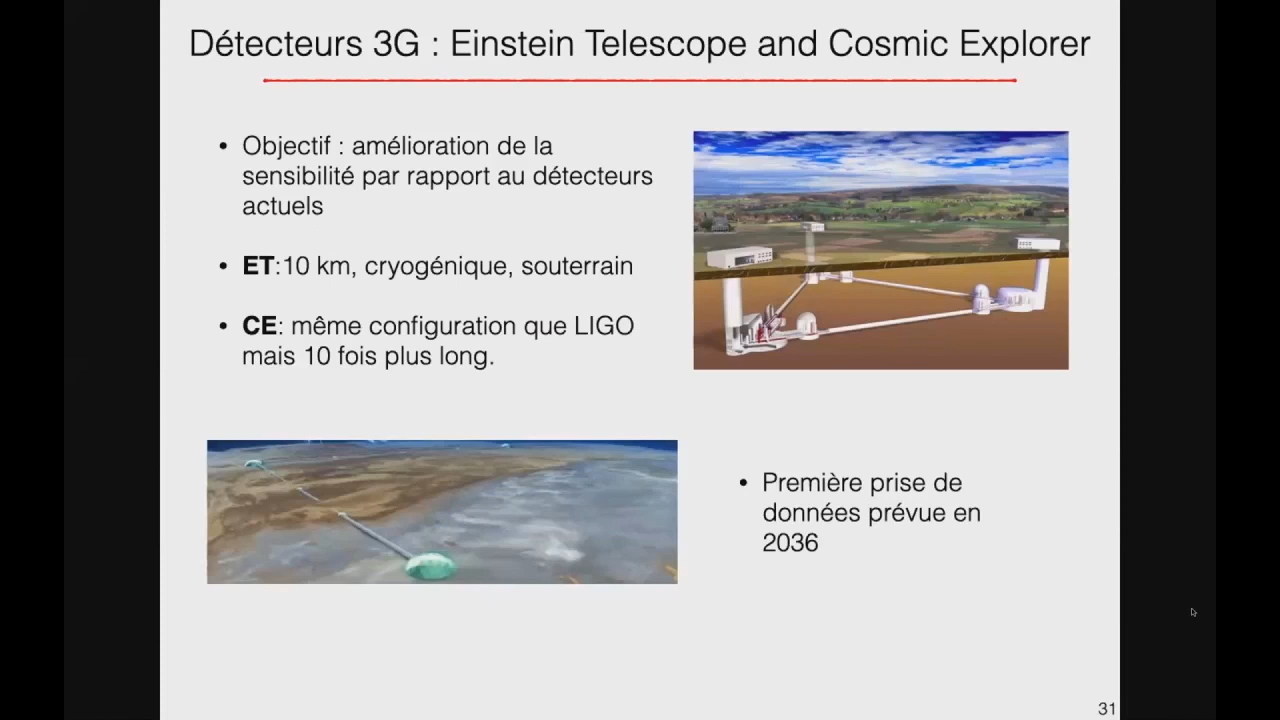 Détecteurs 3G : Einstein Telescope and Cosmic Explorer
• Objectif : amélioration de la
sensibilité par rapport au détecteurs
actuels
• ET:10 km, cryogénique, souterrain
• CE: même configuration que LIGO
mais 10 fois plus long.
• Première prise de
données prévue en
2036
31